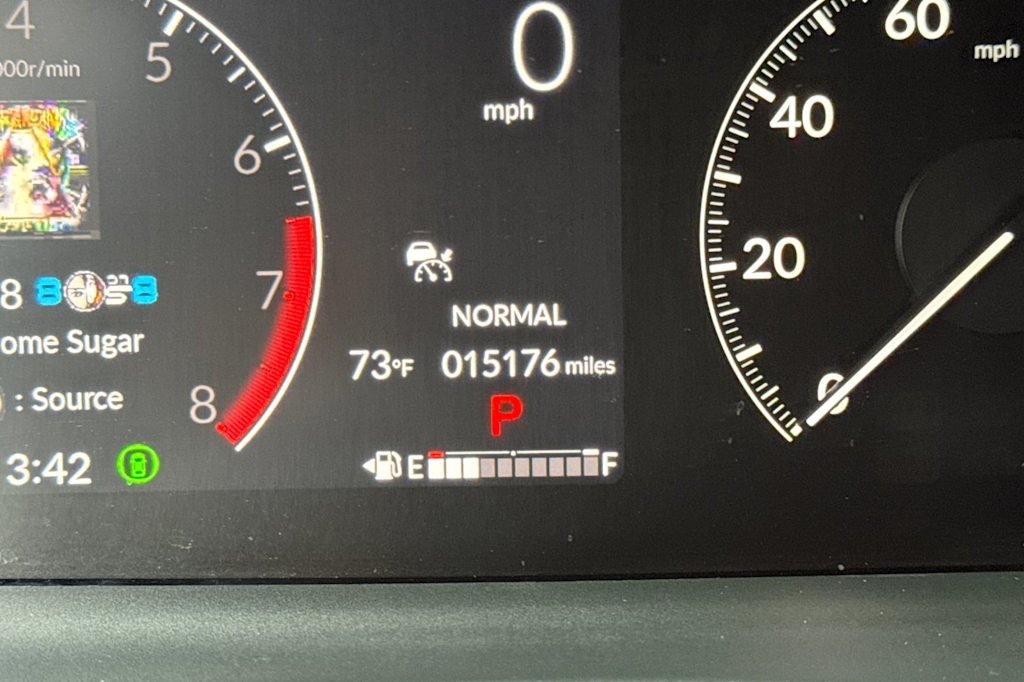 4
000r/min
5
6
7
8
8
ome Sugar
: Source
3:42
0
mph
NORMAL
73°F 015176 miles
P
E F
60
mph
40
20
0